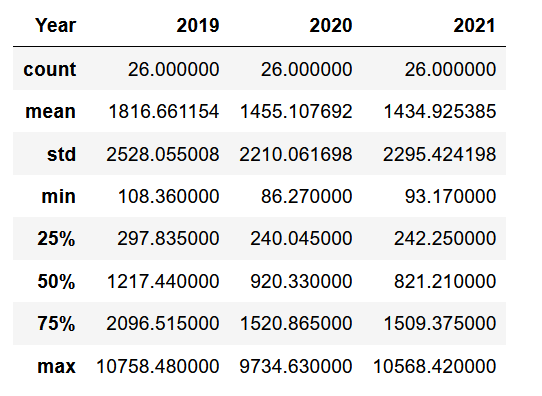 Year 2019 2020 2021
count 26.000000 26.000000 26.000000
mean 1816.661154 1455.107692 1434.925385
std 2528.055008 2210.061698 2295.424198
min 108.360000 86.270000 93.170000
25% 297.835000 240.045000 242.250000
50% 1217.440000 920.330000 821.210000
75% 2096.515000 1520.865000 1509.375000
max 10758.480000 9734.630000 10568.420000